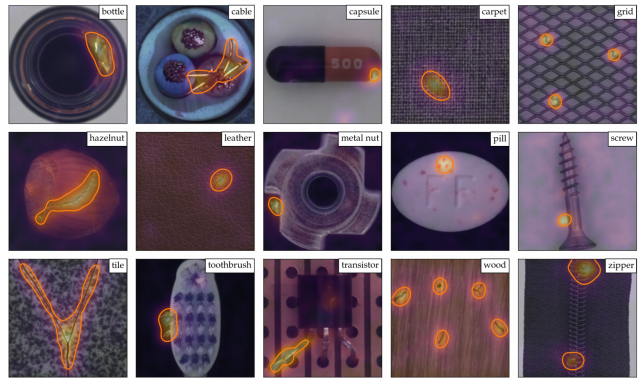 bottle
cable
capsule
carpet
grid
500
hazelnut
leather
metal nut
pill
screw
FF
tile
toothbrush
transistor
wood
zipper